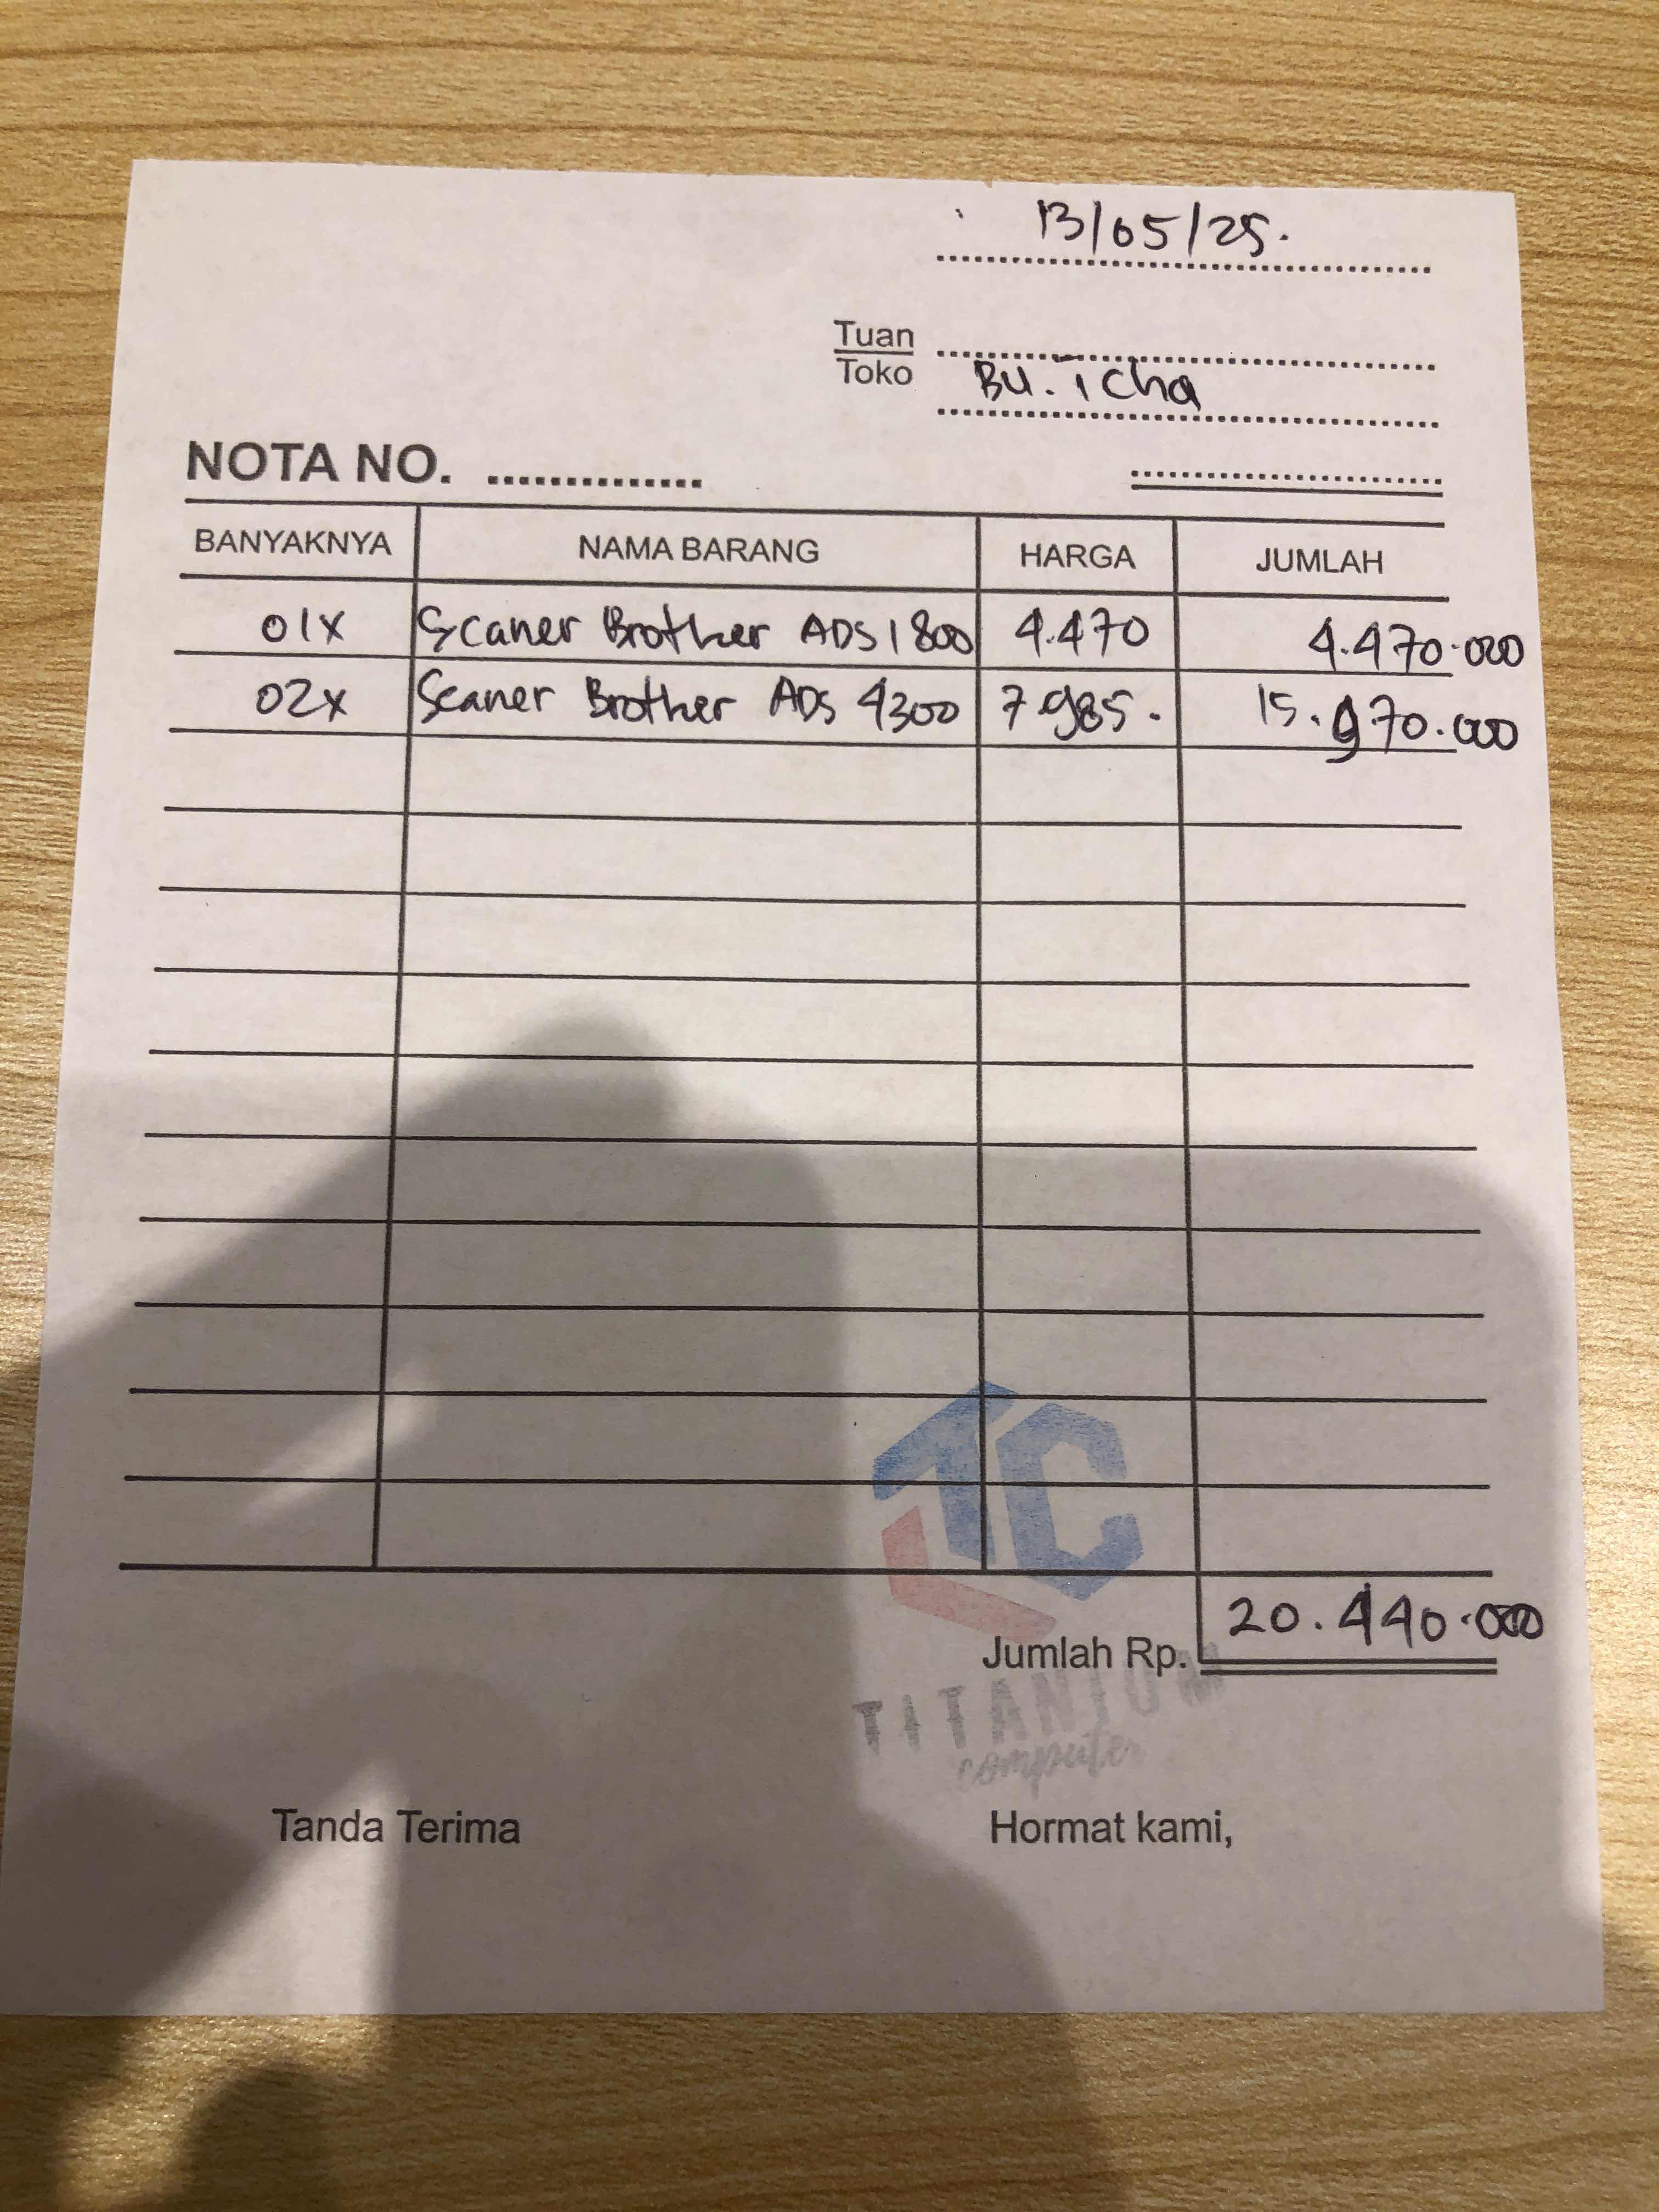 13/05/25.
Tuan
Toko Bu. Icha
NOTA NO. ..............
BANYAKNYA NAMA BARANG HARGA JUMLAH
01x Scaner Brother ADS 1800 4.470 4.470.000
02x Scaner Brother ADS 4300 7.985. 15.970.000
Jumlah Rp. 20.440.000
TC
TITANIUM
computer
Tanda Terima Hormat kami,